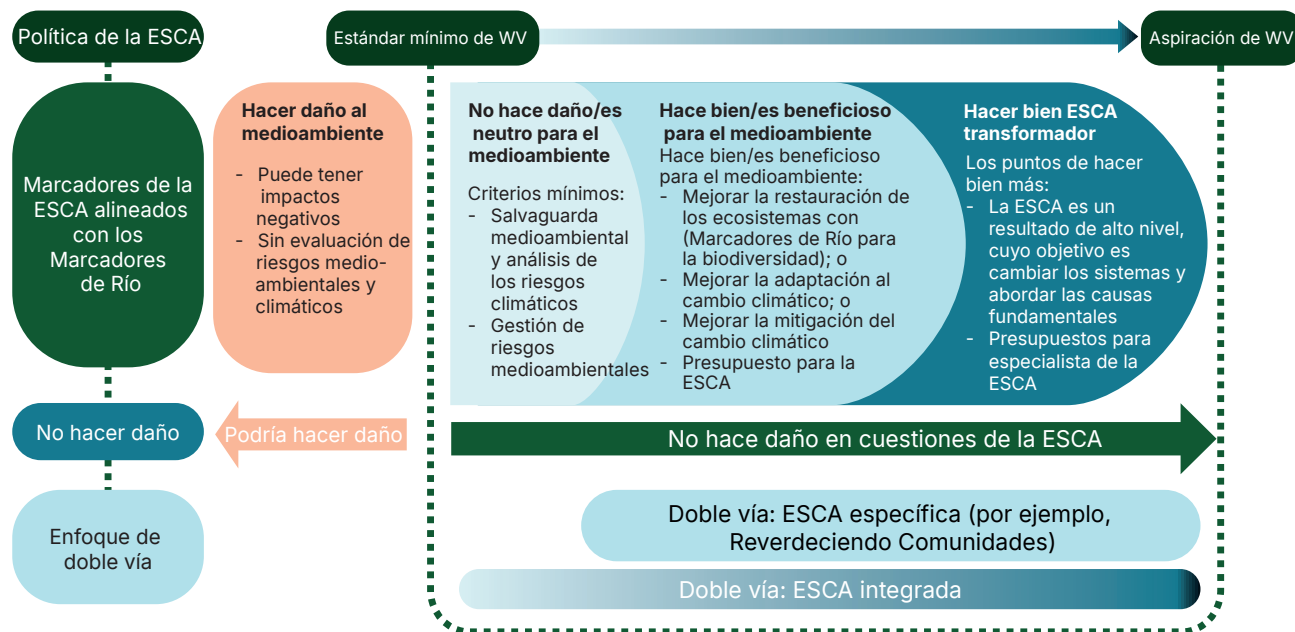 Política de la ESCA
Estándar mínimo de WV
Aspiración de WV
Marcadores de la
ESCA alineados
con los
Marcadores
de Río
Hacer daño al
medioambiente
- Puede tener
impactos
negativos
- Sin evaluación de
riesgos medio-
ambientales y
climáticos
No hace daño/es
neutro para el
medioambiente
Criterios mínimos:
- Salvaguarda
medioambiental
y análisis de
los riesgos
climáticos
- Gestión de
riesgos
medioambientales
Hace bien/es beneficioso
para el medioambiente
Hace bien/es beneficioso
para el medioambiente:
- Mejorar la restauración de
los ecosistemas con
(Marcadores de Río para
la biodiversidad); o
- Mejorar la adaptación al
cambio climático; o
- Mejorar la mitigación del
cambio climático
- Presupuesto para la
ESCA
Hacer bien ESCA
transformador
Los puntos de hacer
bien más:
- La ESCA es un
resultado de alto nivel,
cuyo objetivo es
cambiar los sistemas y
abordar las causas
fundamentales
- Presupuestos para
especialista de la
ESCA
No hacer daño
Podría hacer daño
No hace daño en cuestiones de la ESCA
Enfoque de
doble vía
Doble vía: ESCA específica (por ejemplo,
Reverdeciendo Comunidades)
Doble vía: ESCA integrada